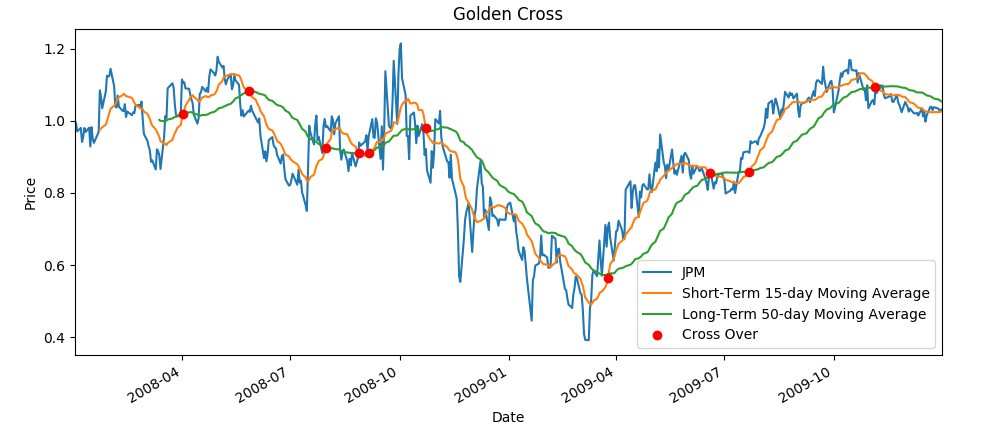 Golden Cross
Price
1.2
1.0
0.8
0.6
0.4
JPM
Short-Term 15-day Moving Average
Long-Term 50-day Moving Average
Cross Over
2008-04
2008-07
2008-10
2009-01
2009-04
2009-07
2009-10
Date